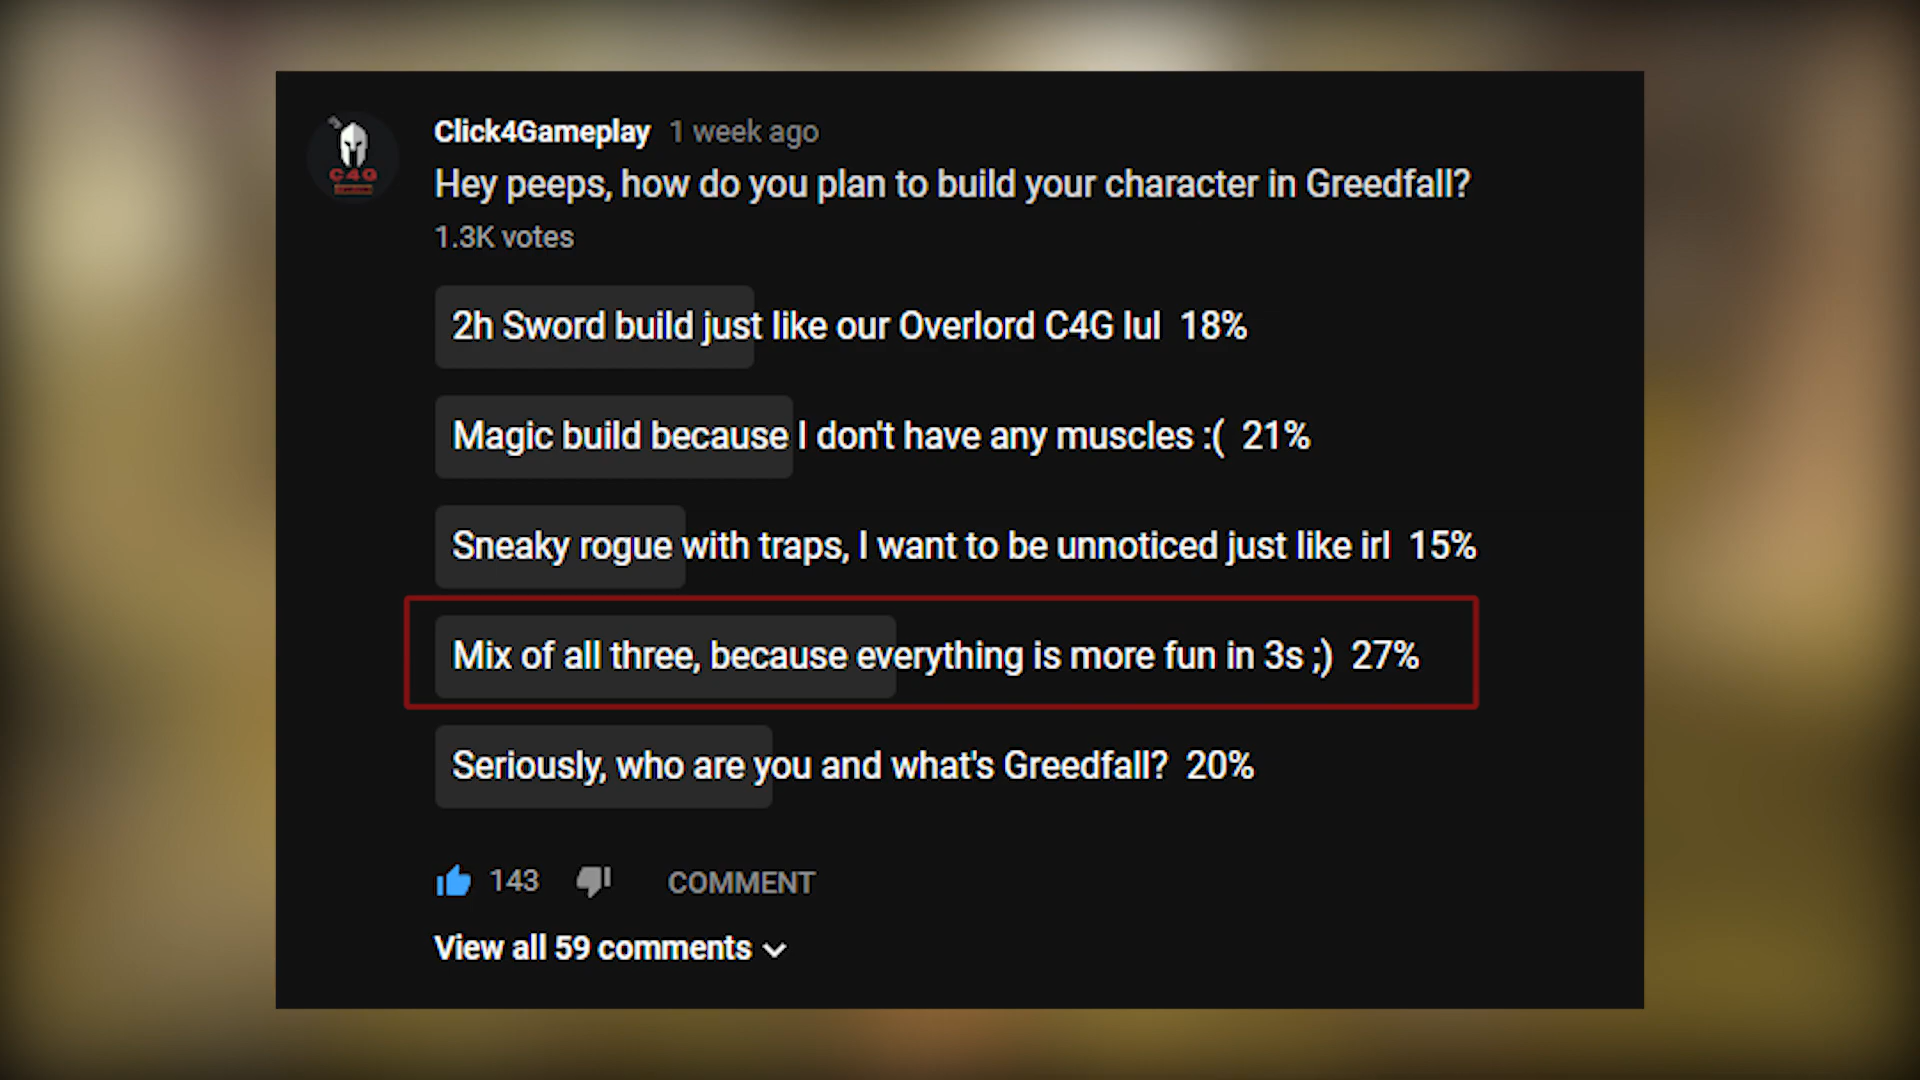 C4G
Click4Gameplay 1 week ago
Hey peeps, how do you plan to build your character in Greedfall?
1.3K votes
2h Sword build just like our Overlord C4G lul 18%
Magic build because I don't have any muscles :( 21%
Sneaky rogue with traps, I want to be unnoticed just like irl 15%
Mix of all three, because everything is more fun in 3s ;) 27%
Seriously, who are you and what's Greedfall? 20%
143 COMMENT
View all 59 comments